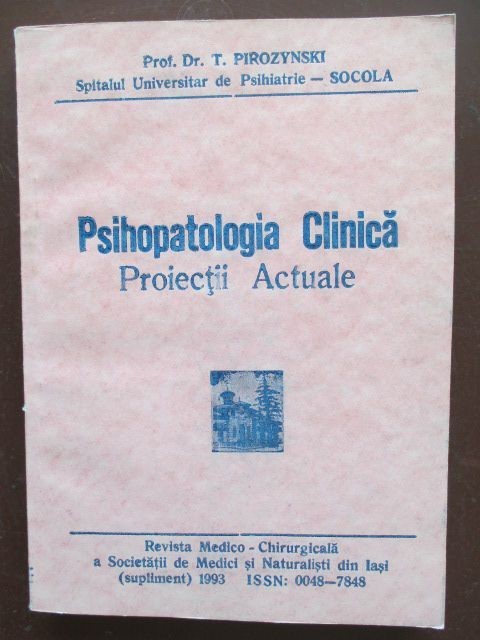 Prof. Dr. T. PIROZYNSKI
Spitalul Universitar de Psihiatrie — SOCOLA
Psihopatologia Clinică
Proiecţii Actuale
Revista Medico - Chirurgicală
a Societăţii de Medici şi Naturalişti din Iaşi
(supliment) 1993 ISSN: 0048—7848